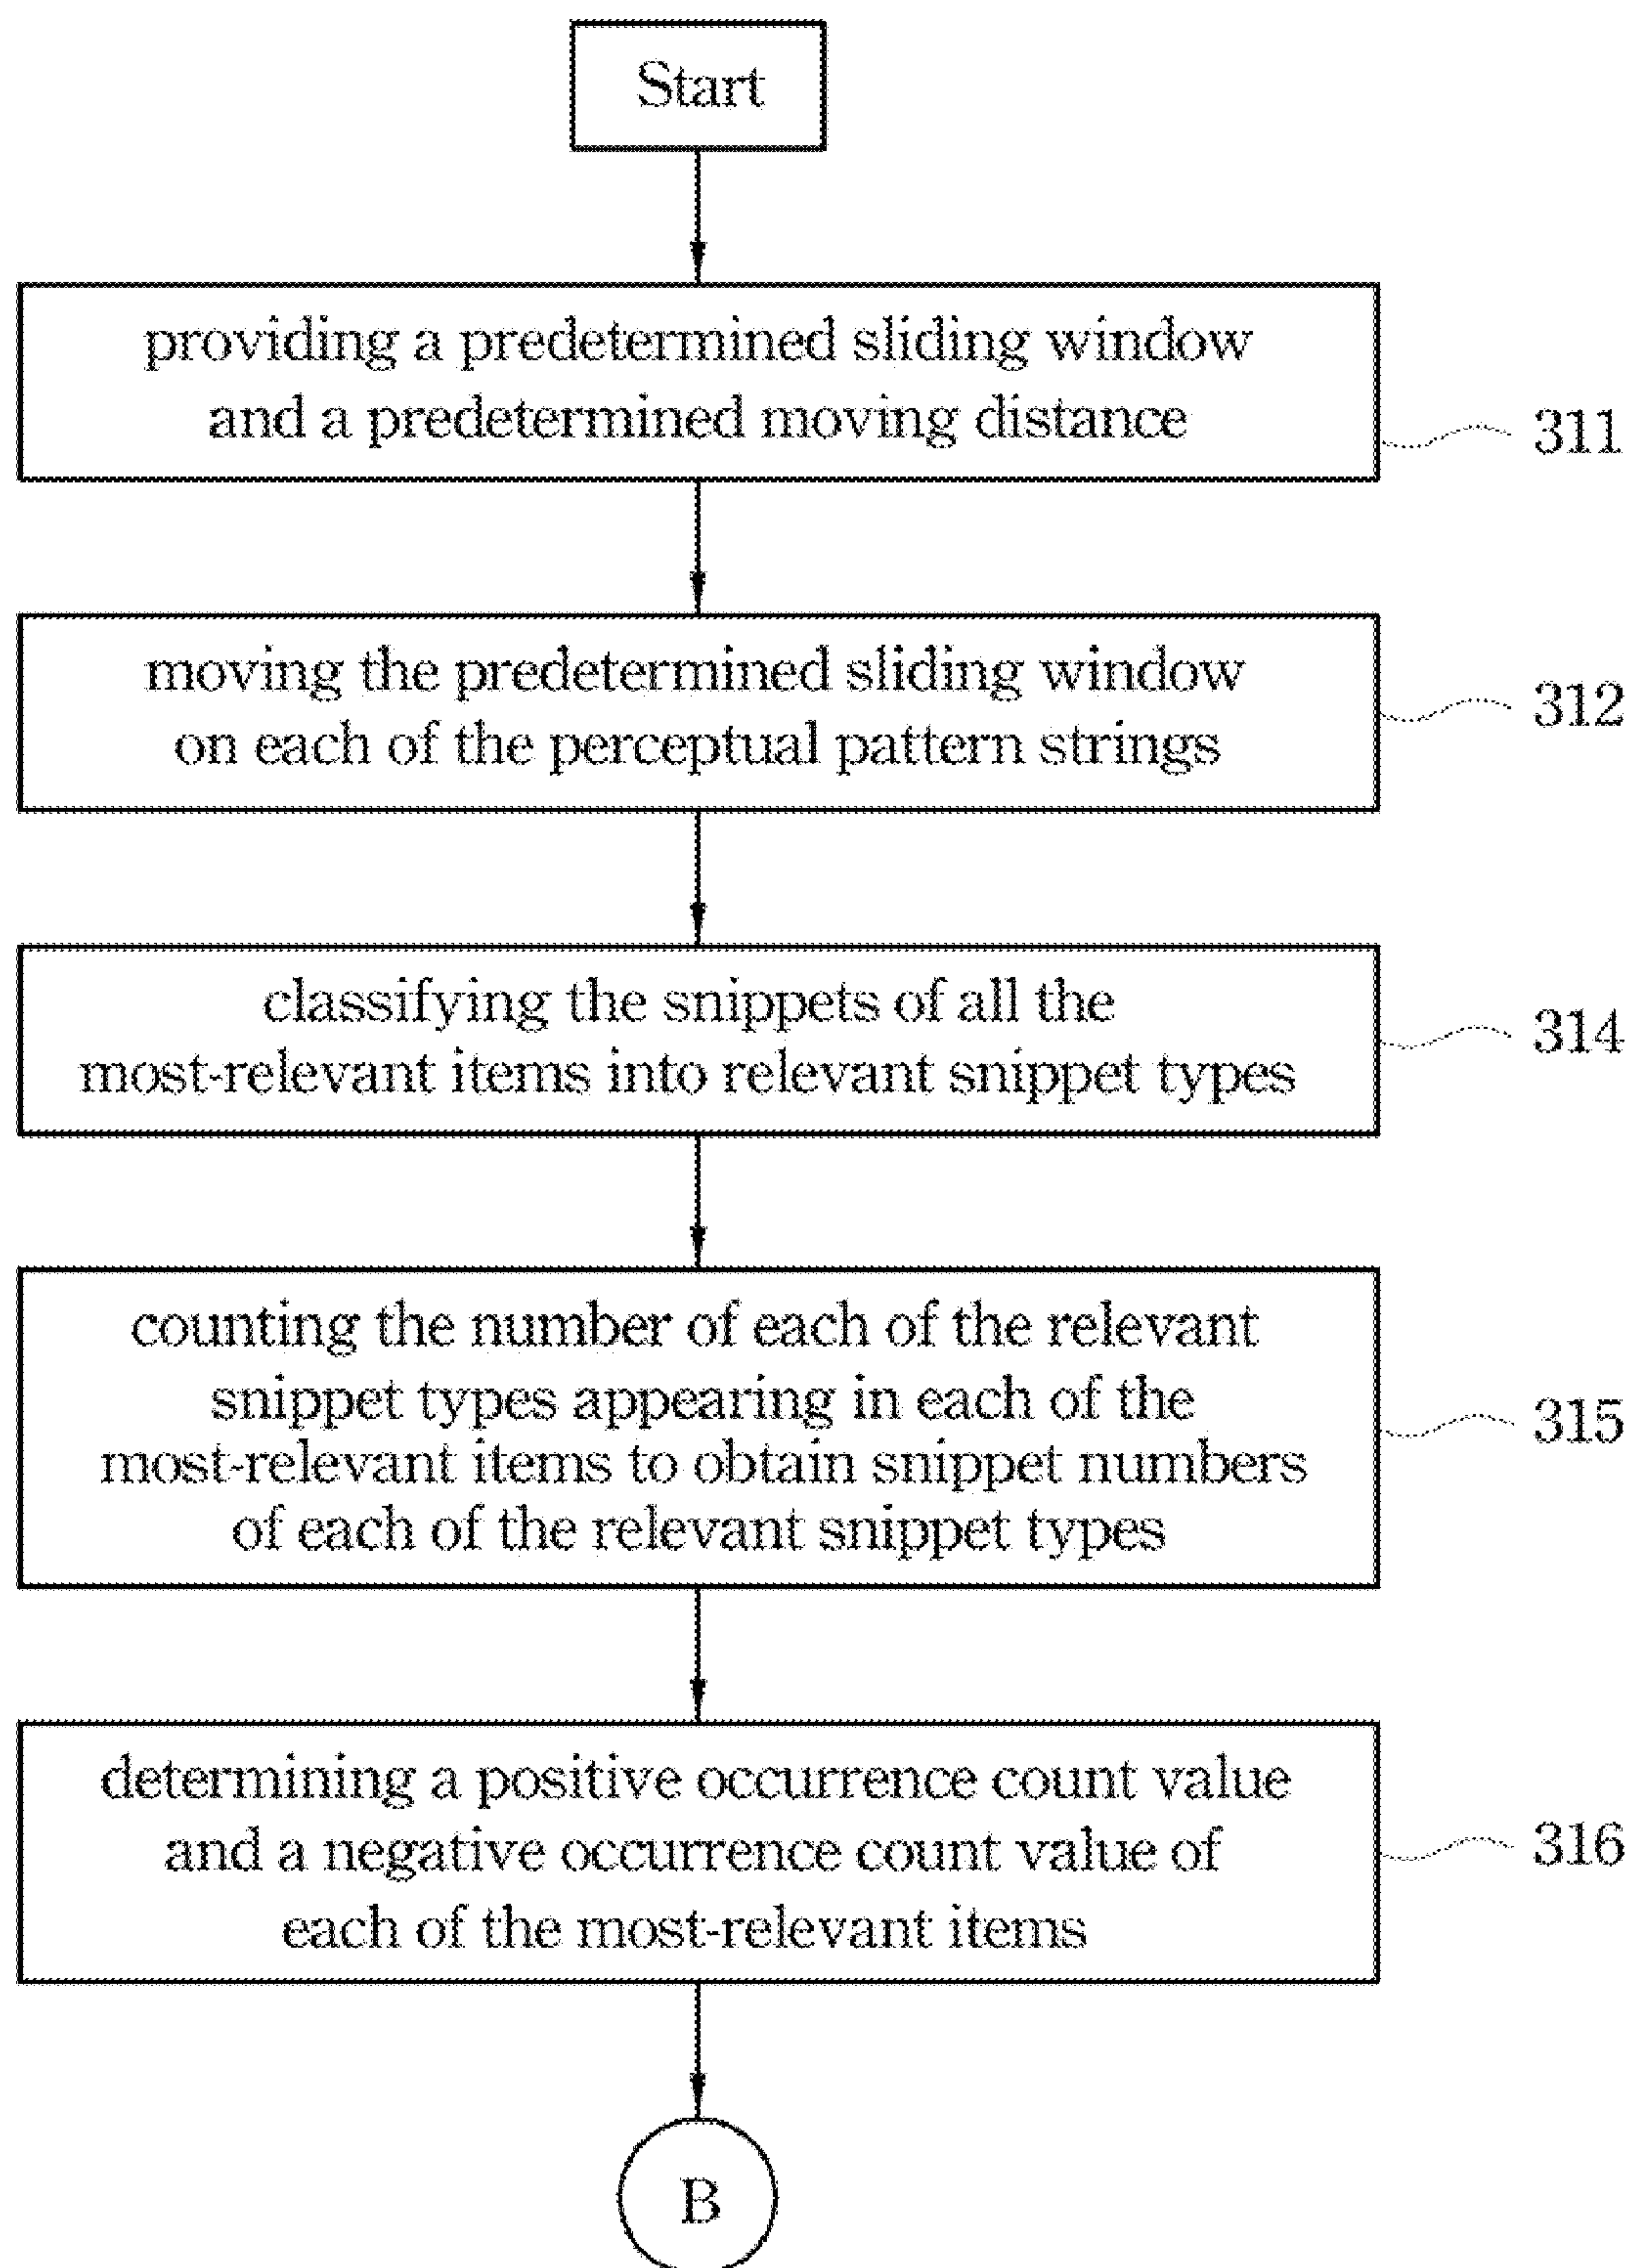 Start
providing a predetermined sliding window
and a predetermined moving distance
311
moving the predetermined sliding window
on each of the perceptual pattern strings
312
classifying the snippets of all the
most-relevant items into relevant snippet types
314
counting the number of each of the relevant
snippet types appearing in each of the
most-relevant items to obtain snippet numbers
of each of the relevant snippet types
315
determining a positive occurrence count value
and a negative occurrence count value of
each of the most-relevant items
316
B